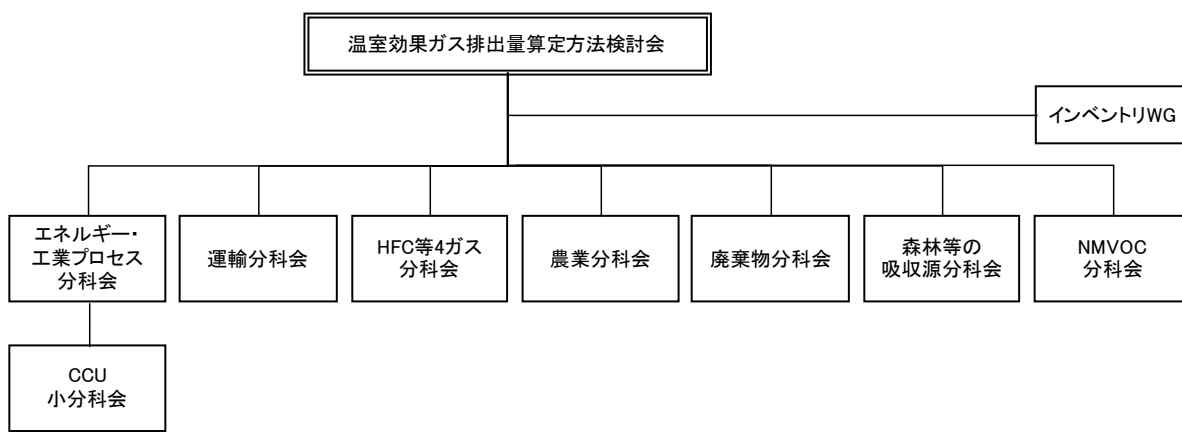 温室効果ガス排出量算定方法検討会
インベントリWG
エネルギー・
工業プロセス
分科会
運輸分科会
HFC等4ガス
分科会
農業分科会
廃棄物分科会
森林等の
吸収源分科会
NMVOC
分科会
CCU
小分科会